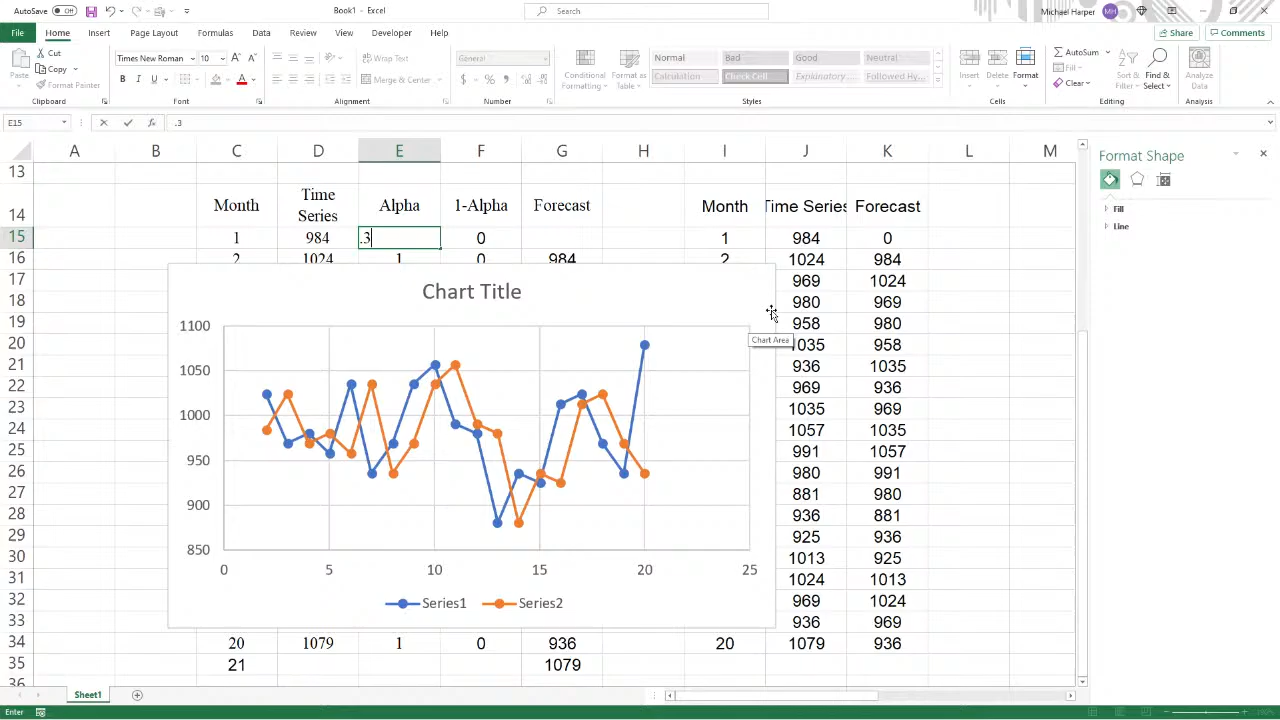 AutoSave Off Book1 - Excel Search Michael Harper MH
File Home Insert Page Layout Formulas Data Review View Developer Help Share Comments
Paste Cut Copy Format Painter Clipboard
Times New Roman 10 B I U Font
Wrap Text Merge & Center Alignment
General $ % Number
Conditional Formatting Format as Table
Normal Bad Good Neutral
Calculation Check Cell Explanatory... Followed Hy...
Styles
Insert Delete Format Cells
AutoSum Fill Clear Sort & Filter Find & Select Editing
Analyze Data Analysis
E15 fx .3
A B C D E F G H I J K L M
Format Shape
Fill
Line
13
14 Month Time Series Alpha 1-Alpha Forecast Month Time Series Forecast
15 1 984 .3 0 1 984 0
16 2 1024 1 0 984 2 1024 984
17 969 1024
18 980 969
19 958 980
20 1035 958
21 936 1035
22 969 936
23 1035 969
24 1057 1035
25 991 1057
26 980 991
27 881 980
28 936 881
29 925 936
30 1013 925
31 1024 1013
32 969 1024
33 936 969
34 20 1079 1 0 936 20 1079 936
35 21 1079
36
Chart Title
1100
1050
1000
950
900
850
0 5 10 15 20 25
Series1 Series2
Chart Area
Sheet1
Enter